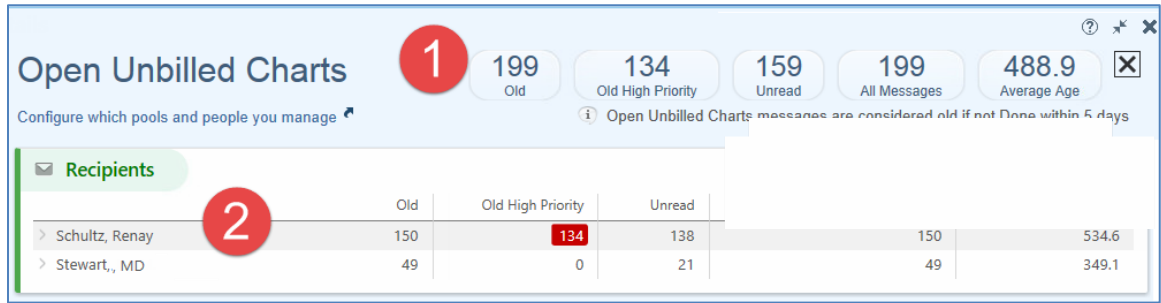 Open Unbilled Charts
1
199
Old
134
Old High Priority
159
Unread
199
All Messages
488.9
Average Age
Configure which pools and people you manage
Open Unbilled Charts messages are considered old if not Done within 5 days
Recipients
Old Old High Priority Unread
2
Schultz, Renay 150 134 138 150 534.6
Stewart,, MD 49 0 21 49 349.1